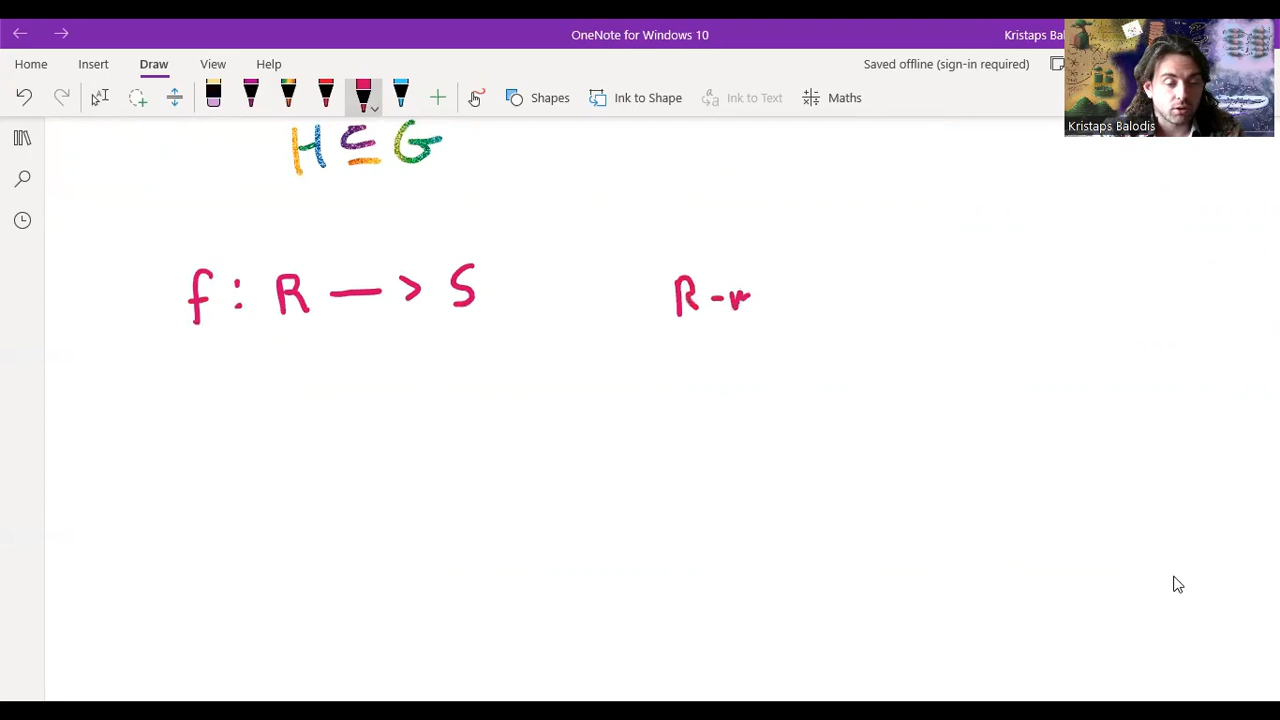 OneNote for Windows 10
Kristaps Ba
Home Insert Draw View Help
Saved offline (sign-in required)
Shapes Ink to Shape Ink to Text Maths
Kristaps Balodis
H ⊆ G
f : R —> S
R -